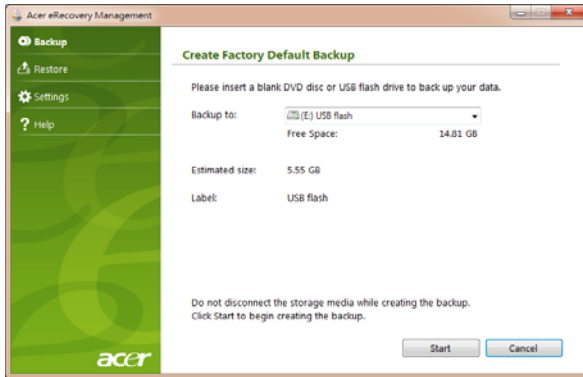 Acer eRecovery Management
Backup
Restore
Settings
? Help
Create Factory Default Backup
Please insert a blank DVD disc or USB flash drive to back up your data.
Backup to:
(E:) USB flash
Free Space: 14.81 GB
Estimated size: 5.55 GB
Label: USB flash
Do not disconnect the storage media while creating the backup.
Click Start to begin creating the backup.
Start Cancel
acer